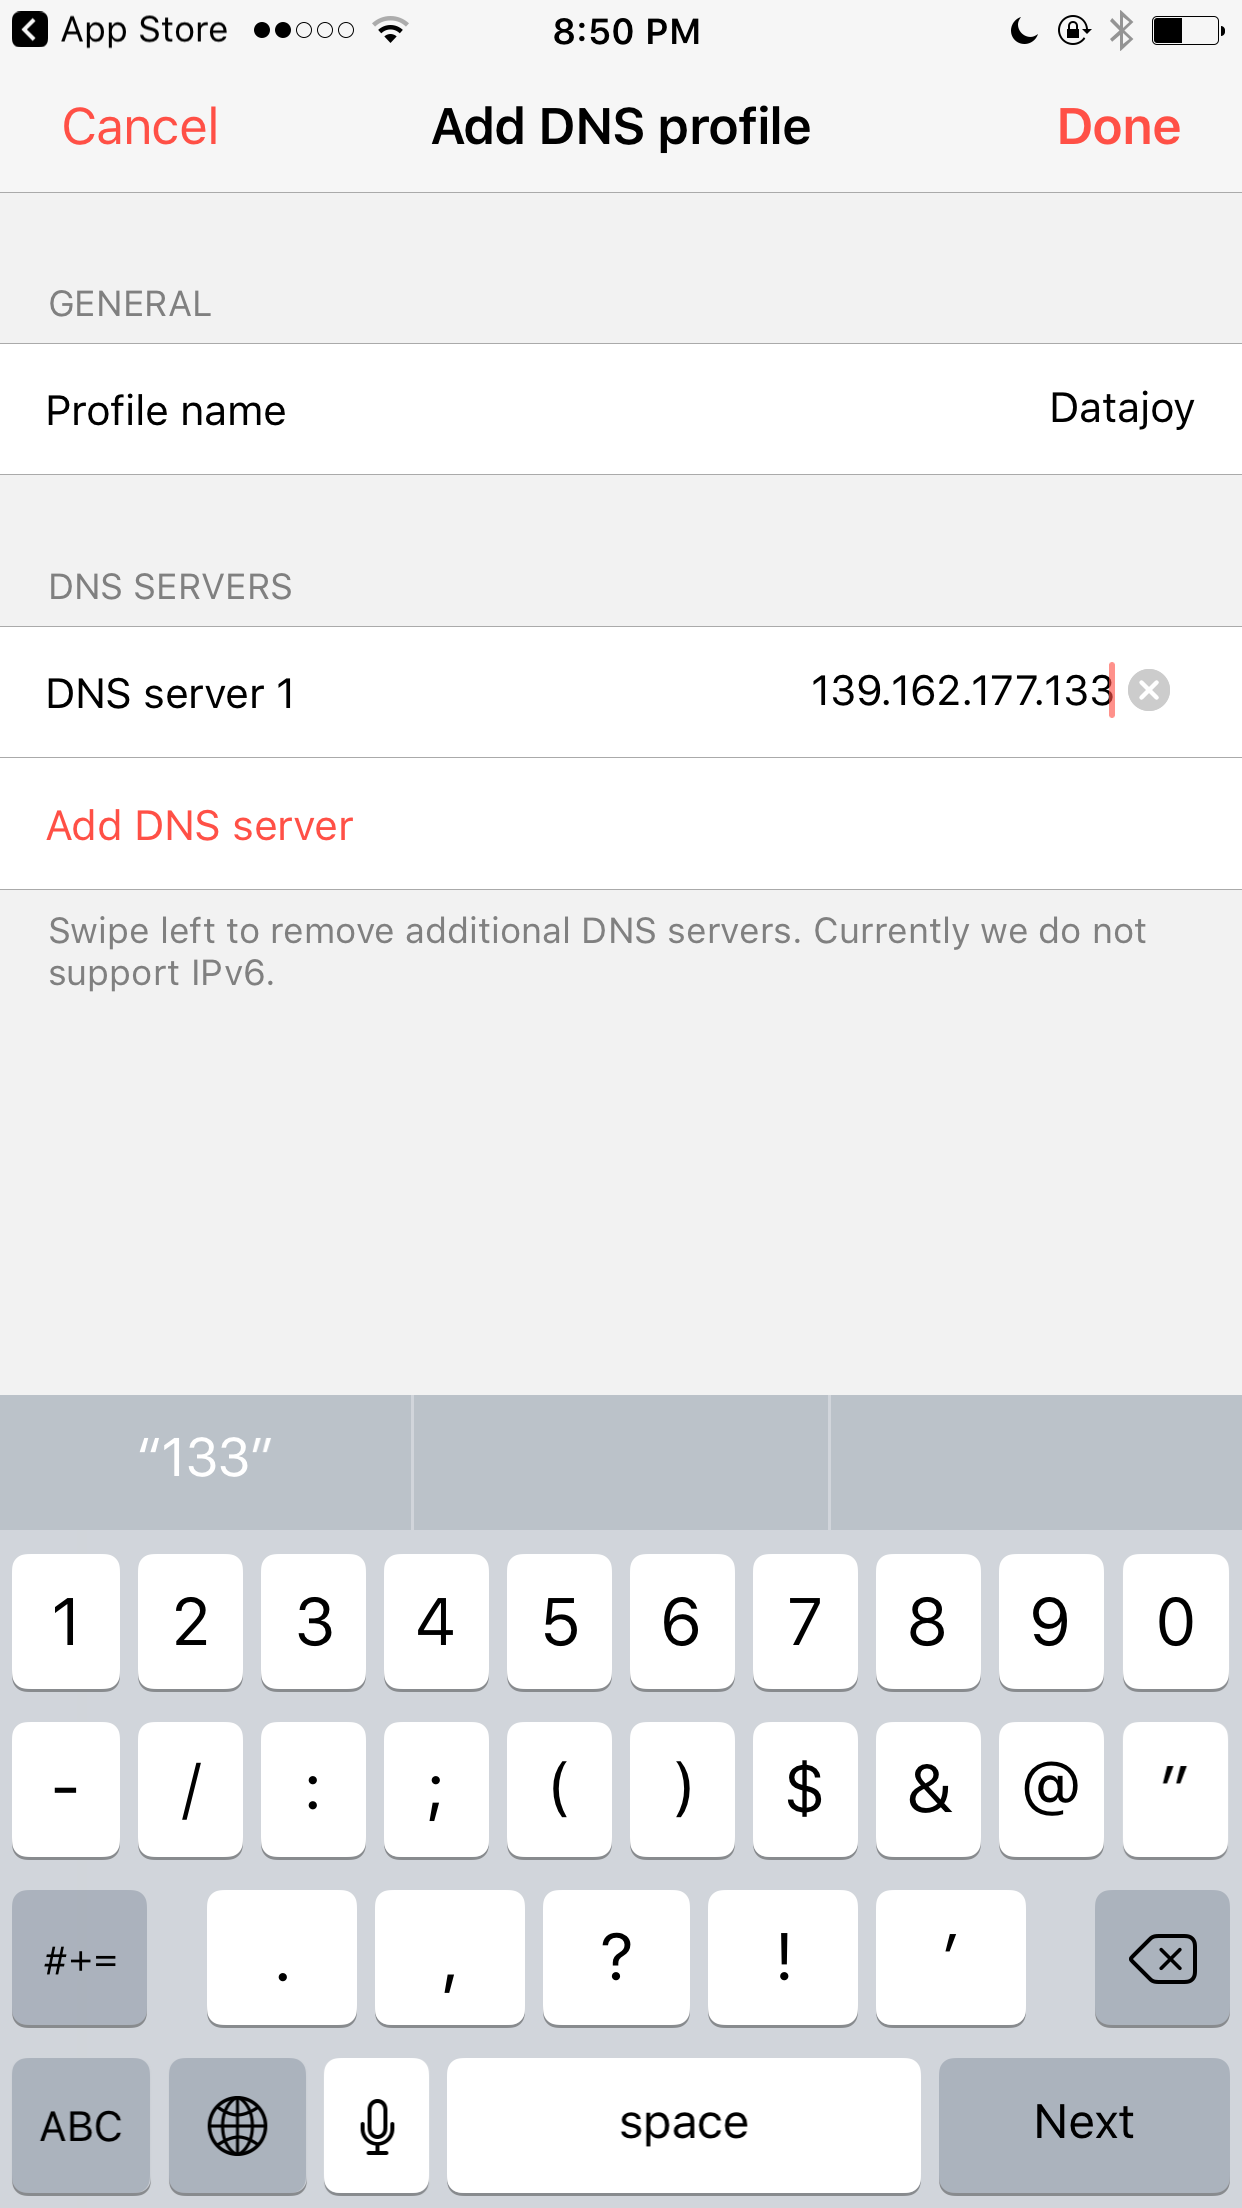 App Store 8:50 PM
Cancel Add DNS profile Done
GENERAL
Profile name Datajoy
DNS SERVERS
DNS server 1 139.162.177.133
Add DNS server
Swipe left to remove additional DNS servers. Currently we do not
support IPv6.
“133”
1 2 3 4 5 6 7 8 9 0
- / : ; ( ) $ & @ "
#+= . , ? ! '
ABC space Next